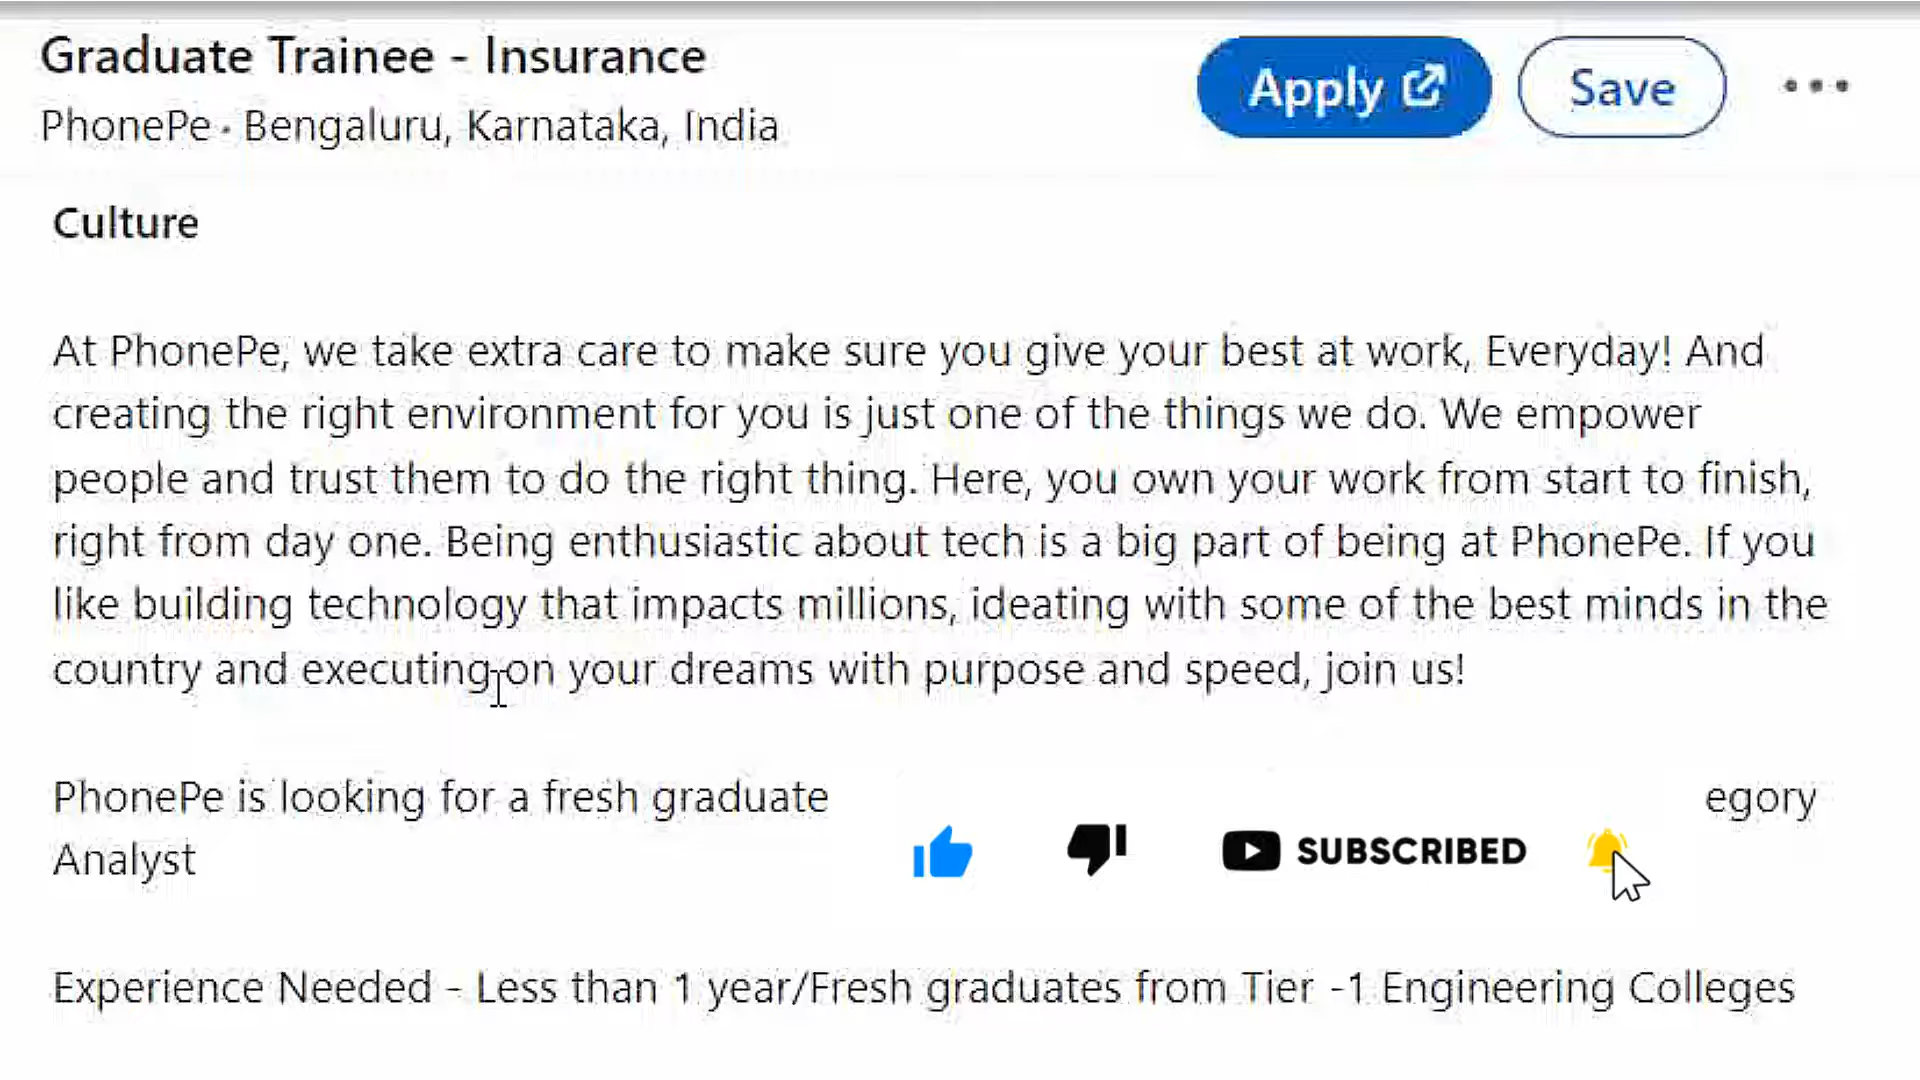 Graduate Trainee - Insurance
Apply
Save
PhonePe · Bengaluru, Karnataka, India
Culture
At PhonePe, we take extra care to make sure you give your best at work, Everyday! And
creating the right environment for you is just one of the things we do. We empower
people and trust them to do the right thing. Here, you own your work from start to finish,
right from day one. Being enthusiastic about tech is a big part of being at PhonePe. If you
like building technology that impacts millions, ideating with some of the best minds in the
country and executing on your dreams with purpose and speed, join us!
PhonePe is looking for a fresh graduate egory
Analyst
SUBSCRIBED
Experience Needed - Less than 1 year/Fresh graduates from Tier -1 Engineering Colleges